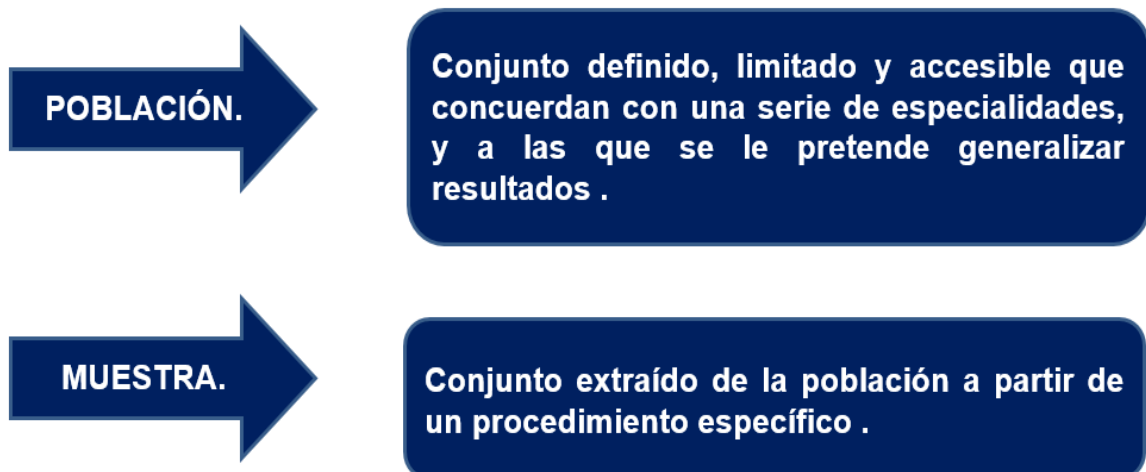 POBLACIÓN.
Conjunto definido, limitado y accesible que
concuerdan con una serie de especialidades,
y a las que se le pretende generalizar
resultados .
MUESTRA.
Conjunto extraído de la población a partir de
un procedimiento específico .